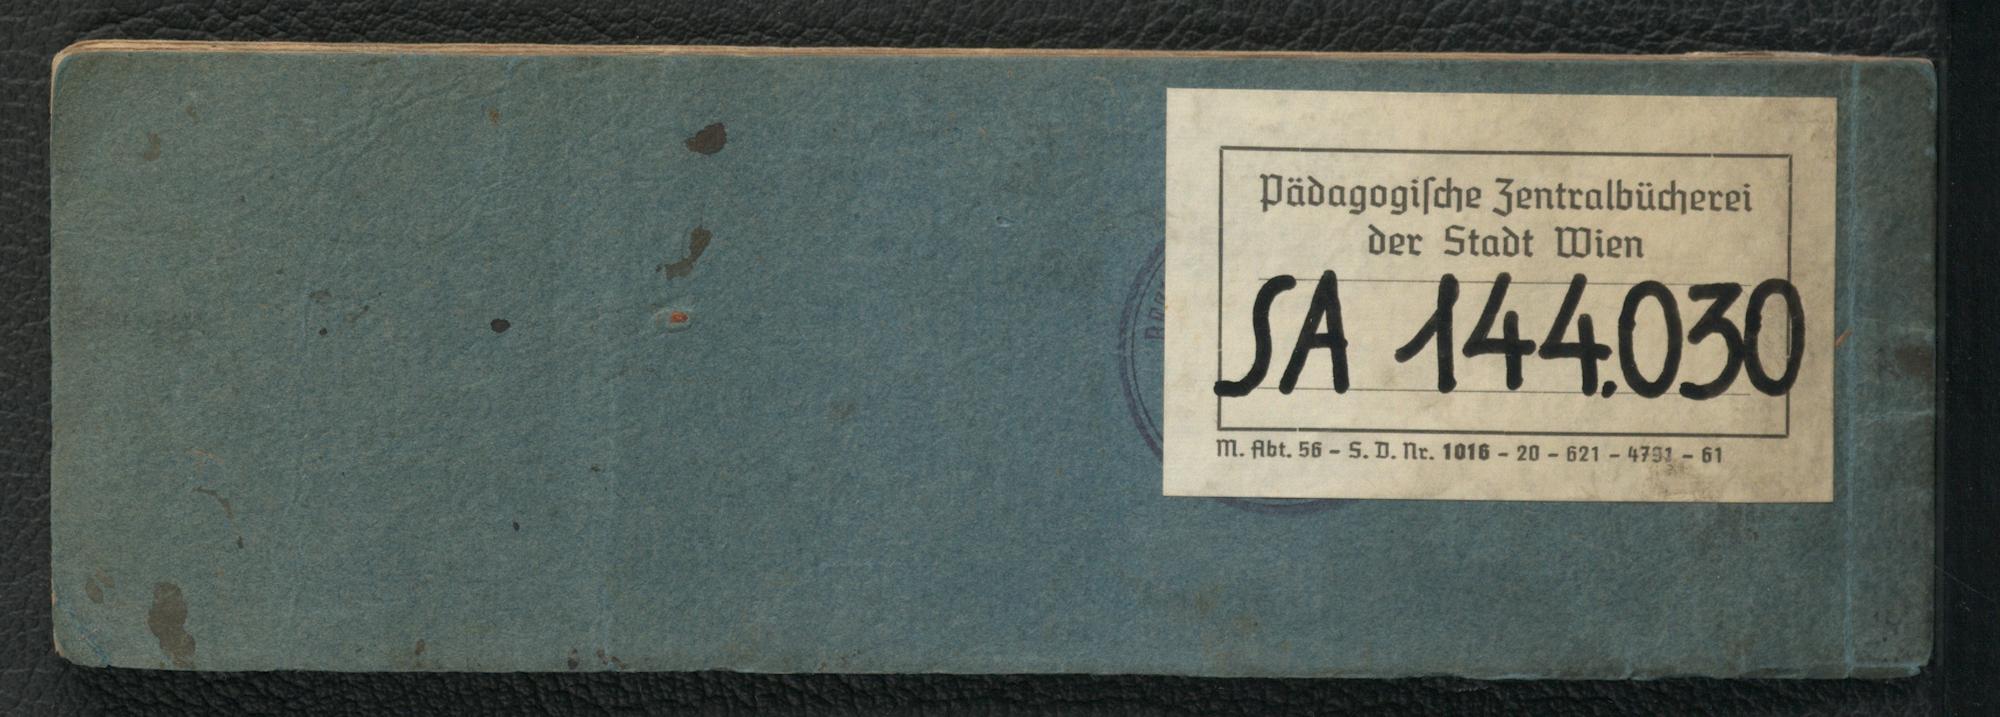 Pädagogiſche Zentralbücherei
der Stadt Wien
SA 144.030
M. Abt. 56 – S. D. Nr. 1016 – 20 – 621 – 4791 – 61